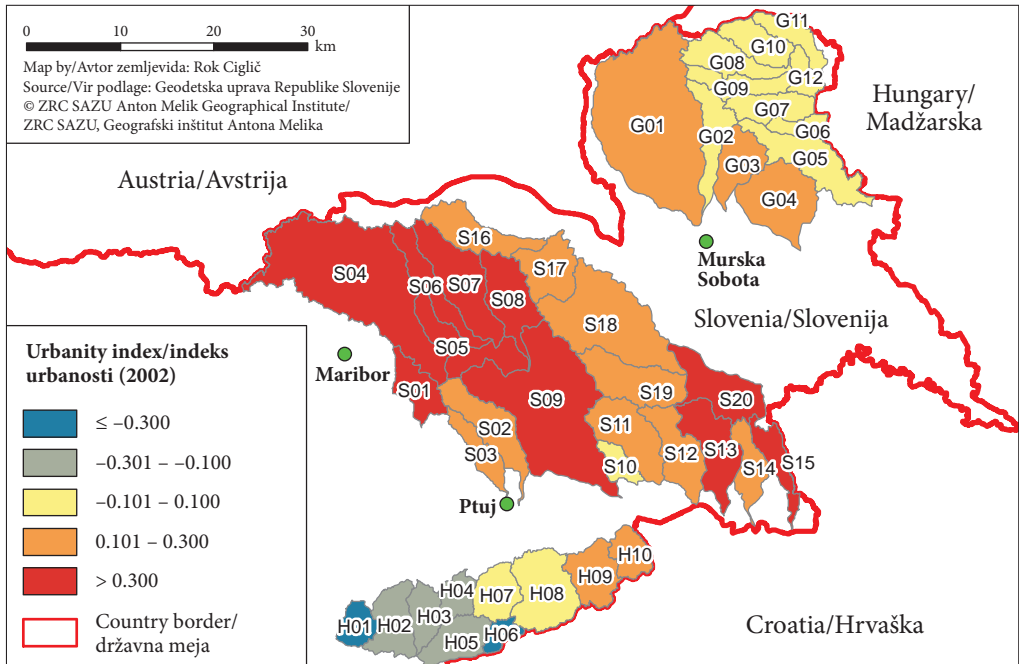 0 10 20 30
km
Map by/Avtor zemljevida: Rok Ciglič
Source/Vir podlage: Geodetska uprava Republike Slovenije
© ZRC SAZU Anton Melik Geographical Institute/
ZRC SAZU, Geografski inštitut Antona Melika
G11
G10
G08
G12
G09
Hungary/
Madžarska
G07
G01
G02
G06
G03
G05
Austria/Avstrija
G04
S16
Murska
Sobota
S17
S04
S06
S07
S08
S18
Slovenia/Slovenija
Urbanity index/indeks
urbanosti (2002)
≤ –0.300
–0.301 – –0.100
–0.101 – 0.100
0.101 – 0.300
> 0.300
Country border/
državna meja
S05
Maribor
S01
S09
S19
S20
S02
S11
S03
S10
S12
S13
S14
S15
Ptuj
H10
H09
H04
H07
H08
H01
H02
H03
H05
H06
Croatia/Hrvaška